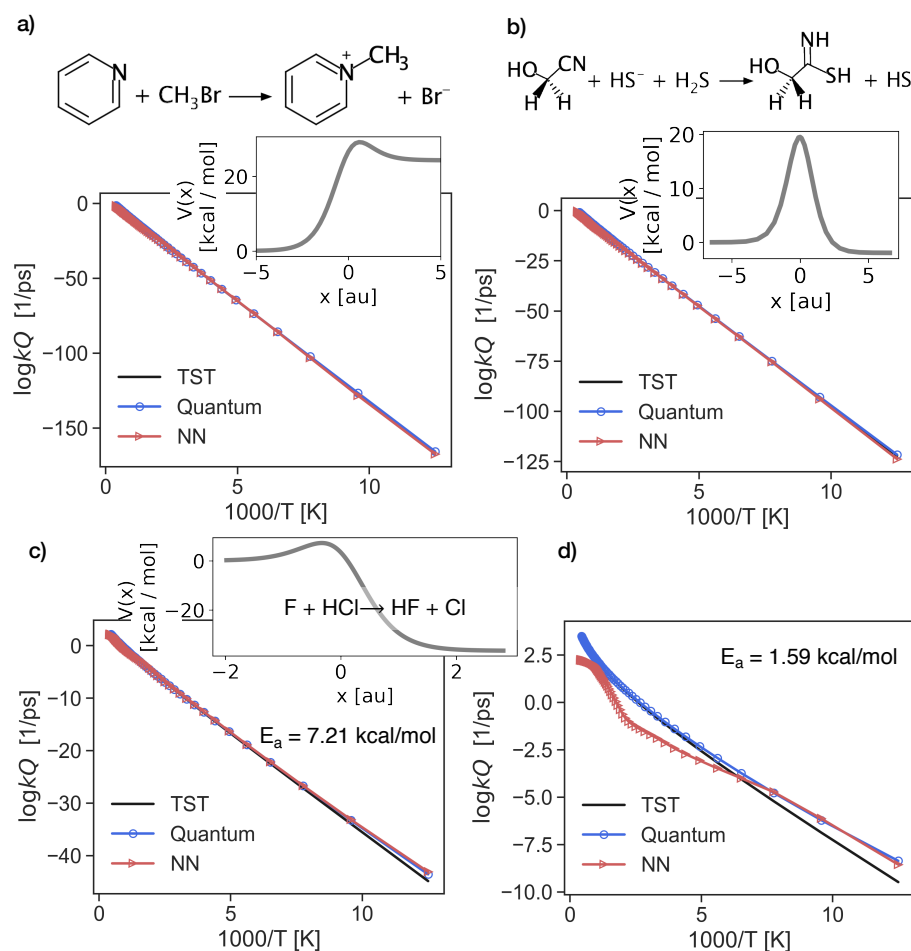 a)
N
+ CH3Br
N
+
CH3
+ Br−
V(x)
[kcal / mol]
20
0
−5
0
5
x [au]
0
−50
−100
−150
logkQ [1/ps]
TST
Quantum
NN
5
10
1000/T [K]
b)
HO
CN
H
H
+ HS−
+ H2S
NH
HO
SH
H
H
+ HS
V(x)
[kcal / mol]
20
10
0
−5
0
5
x [au]
0
−25
−50
−75
−100
−125
logkQ [1/ps]
TST
Quantum
NN
0
5
10
1000/T [K]
c)
V(x)
[kcal / mol]
0
−20
F + HCl⟶ HF + Cl
−2
0
2
x [au]
0
−10
−20
−30
−40
logkQ [1/ps]
Ea = 7.21 kcal/mol
TST
Quantum
NN
0
5
10
1000/T [K]
d)
2.5
0.0
−2.5
−5.0
−7.5
−10.0
logkQ [1/ps]
Ea = 1.59 kcal/mol
TST
Quantum
NN
0
5
10
1000/T [K]